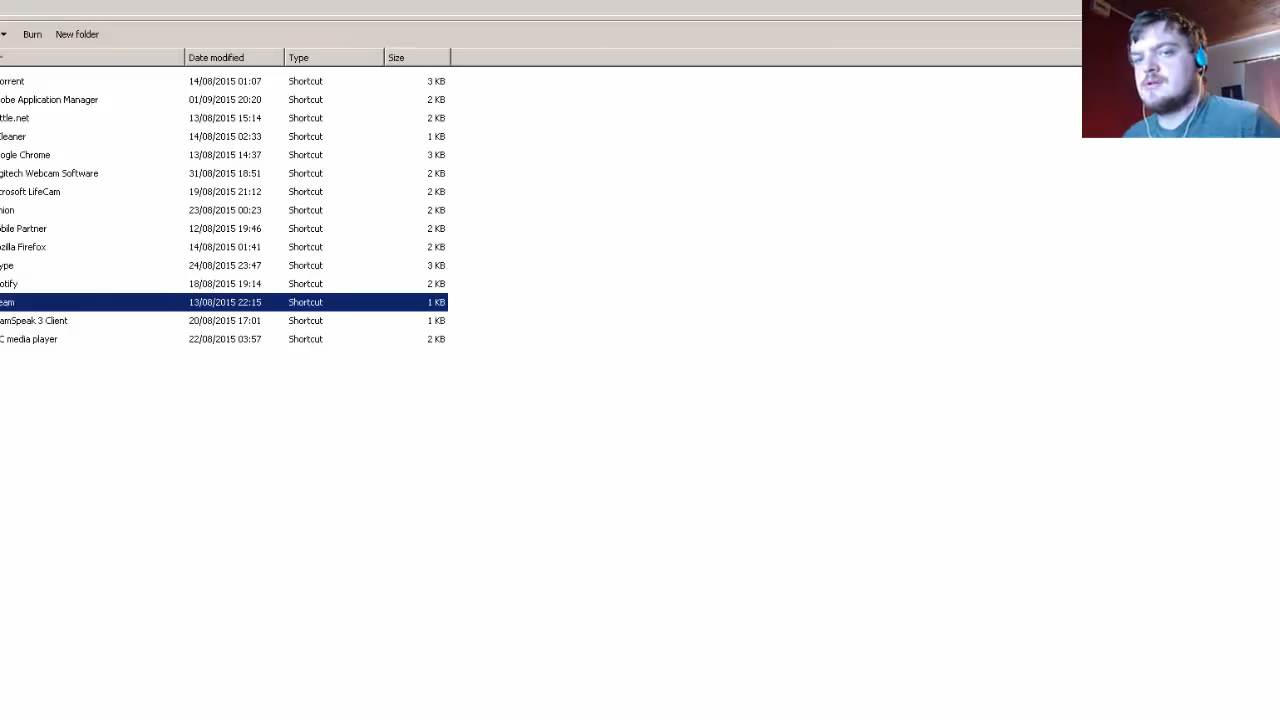 Burn New folder
Date modified Type Size
orrent 14/08/2015 01:07 Shortcut 3 KB
obe Application Manager 01/09/2015 20:20 Shortcut 2 KB
ttle.net 13/08/2015 15:14 Shortcut 2 KB
Cleaner 14/08/2015 02:33 Shortcut 1 KB
ogle Chrome 13/08/2015 14:37 Shortcut 3 KB
gitech Webcam Software 31/08/2015 18:51 Shortcut 2 KB
crosoft LifeCam 19/08/2015 21:12 Shortcut 2 KB
nion 23/08/2015 00:23 Shortcut 2 KB
obile Partner 12/08/2015 19:46 Shortcut 2 KB
ozilla Firefox 14/08/2015 01:41 Shortcut 2 KB
ype 24/08/2015 23:47 Shortcut 3 KB
otify 18/08/2015 19:14 Shortcut 2 KB
eam 13/08/2015 22:15 Shortcut 1 KB
amSpeak 3 Client 20/08/2015 17:01 Shortcut 1 KB
C media player 22/08/2015 03:57 Shortcut 2 KB